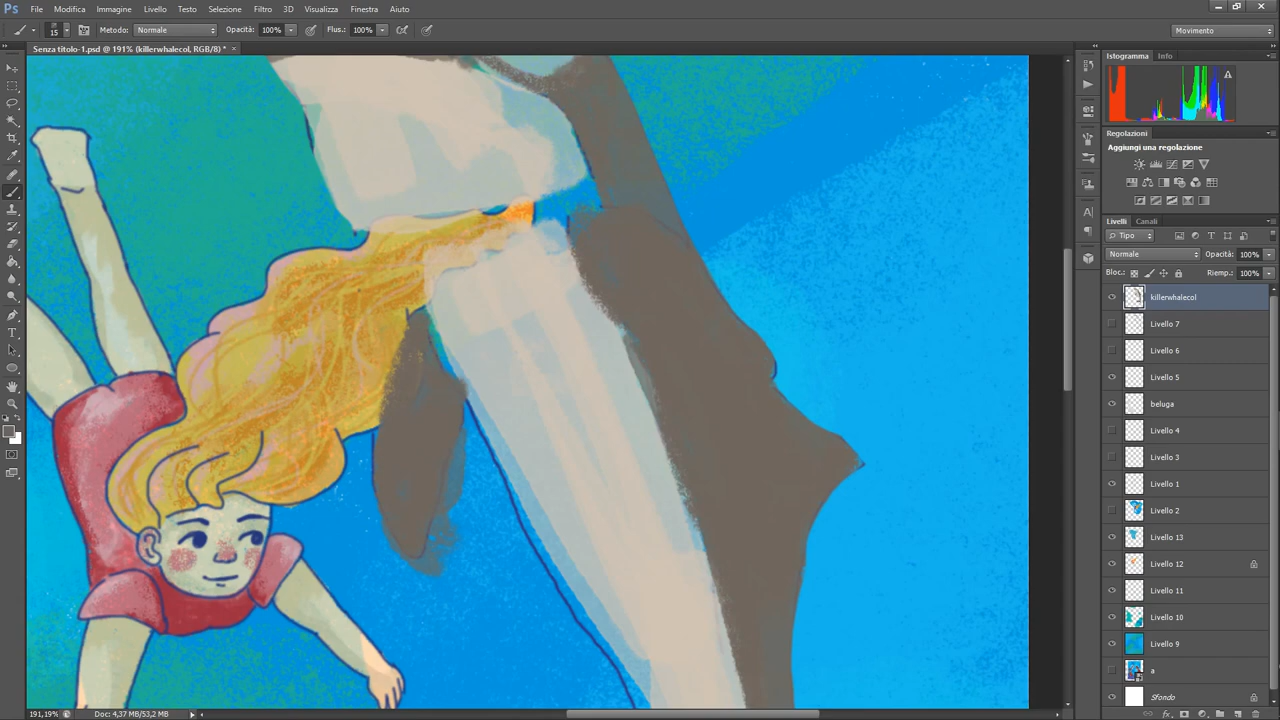 Ps File Modifica Immagine Livello Testo Selezione Filtro 3D Visualizza Finestra Aiuto
15 Metodo: Normale Opacità: 100% Flus.: 100% Movimento
Senza titolo-1.psd @ 191% (killerwhalecol, RGB/8) * ×
Istogramma Info
Regolazioni
Aggiungi una regolazione
Livelli Canali
Tipo
Normale Opacità: 100%
Bloc.: Riemp.: 100%
killerwhalecol
Livello 7
Livello 6
Livello 5
beluga
Livello 4
Livello 3
Livello 1
Livello 2
Livello 13
Livello 12
Livello 11
Livello 10
Livello 9
a
Sfondo
191,19% Doc: 4,37 MB/53,2 MB